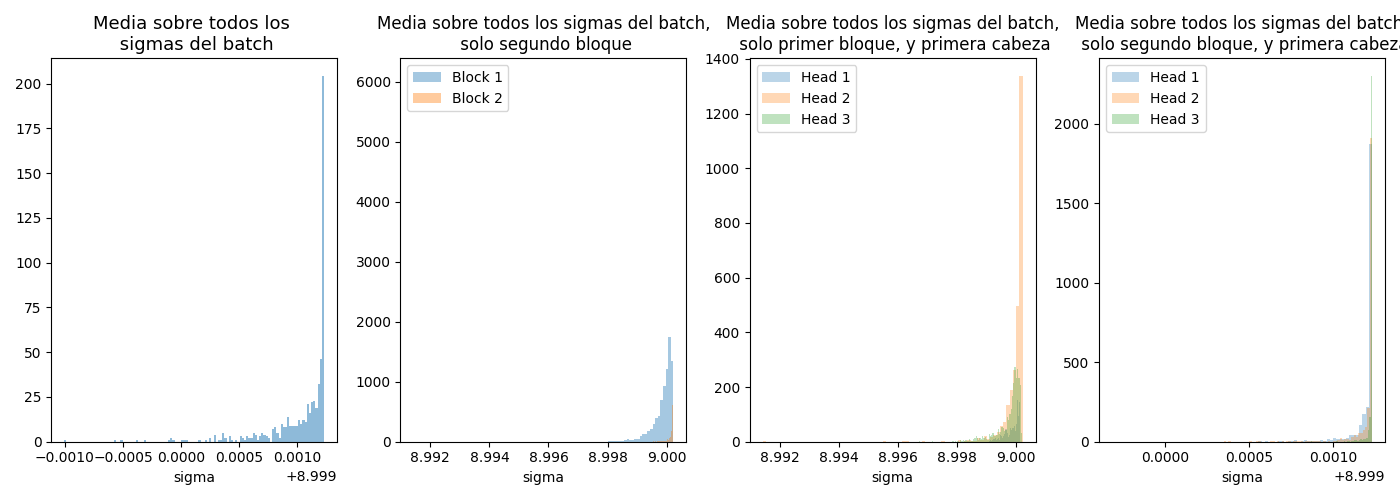 Media sobre todos los
sigmas del batch
200
175
150
125
100
75
50
25
0
−0.0010
−0.0005
0.0000
0.0005
0.0010
sigma
+8.999
Media sobre todos los sigmas del batch,
solo segundo bloque
Block 1
Block 2
6000
5000
4000
3000
2000
1000
0
8.992
8.994
8.996
8.998
9.000
sigma
Media sobre todos los sigmas del batch,
solo primer bloque, y primera cabeza
Head 1
Head 2
Head 3
1400
1200
1000
800
600
400
200
0
8.992
8.994
8.996
8.998
9.000
sigma
Media sobre todos los sigmas del batch
solo segundo bloque, y primera cabeza
Head 1
Head 2
Head 3
2000
1500
1000
500
0
0.0000
0.0005
0.0010
sigma
+8.999